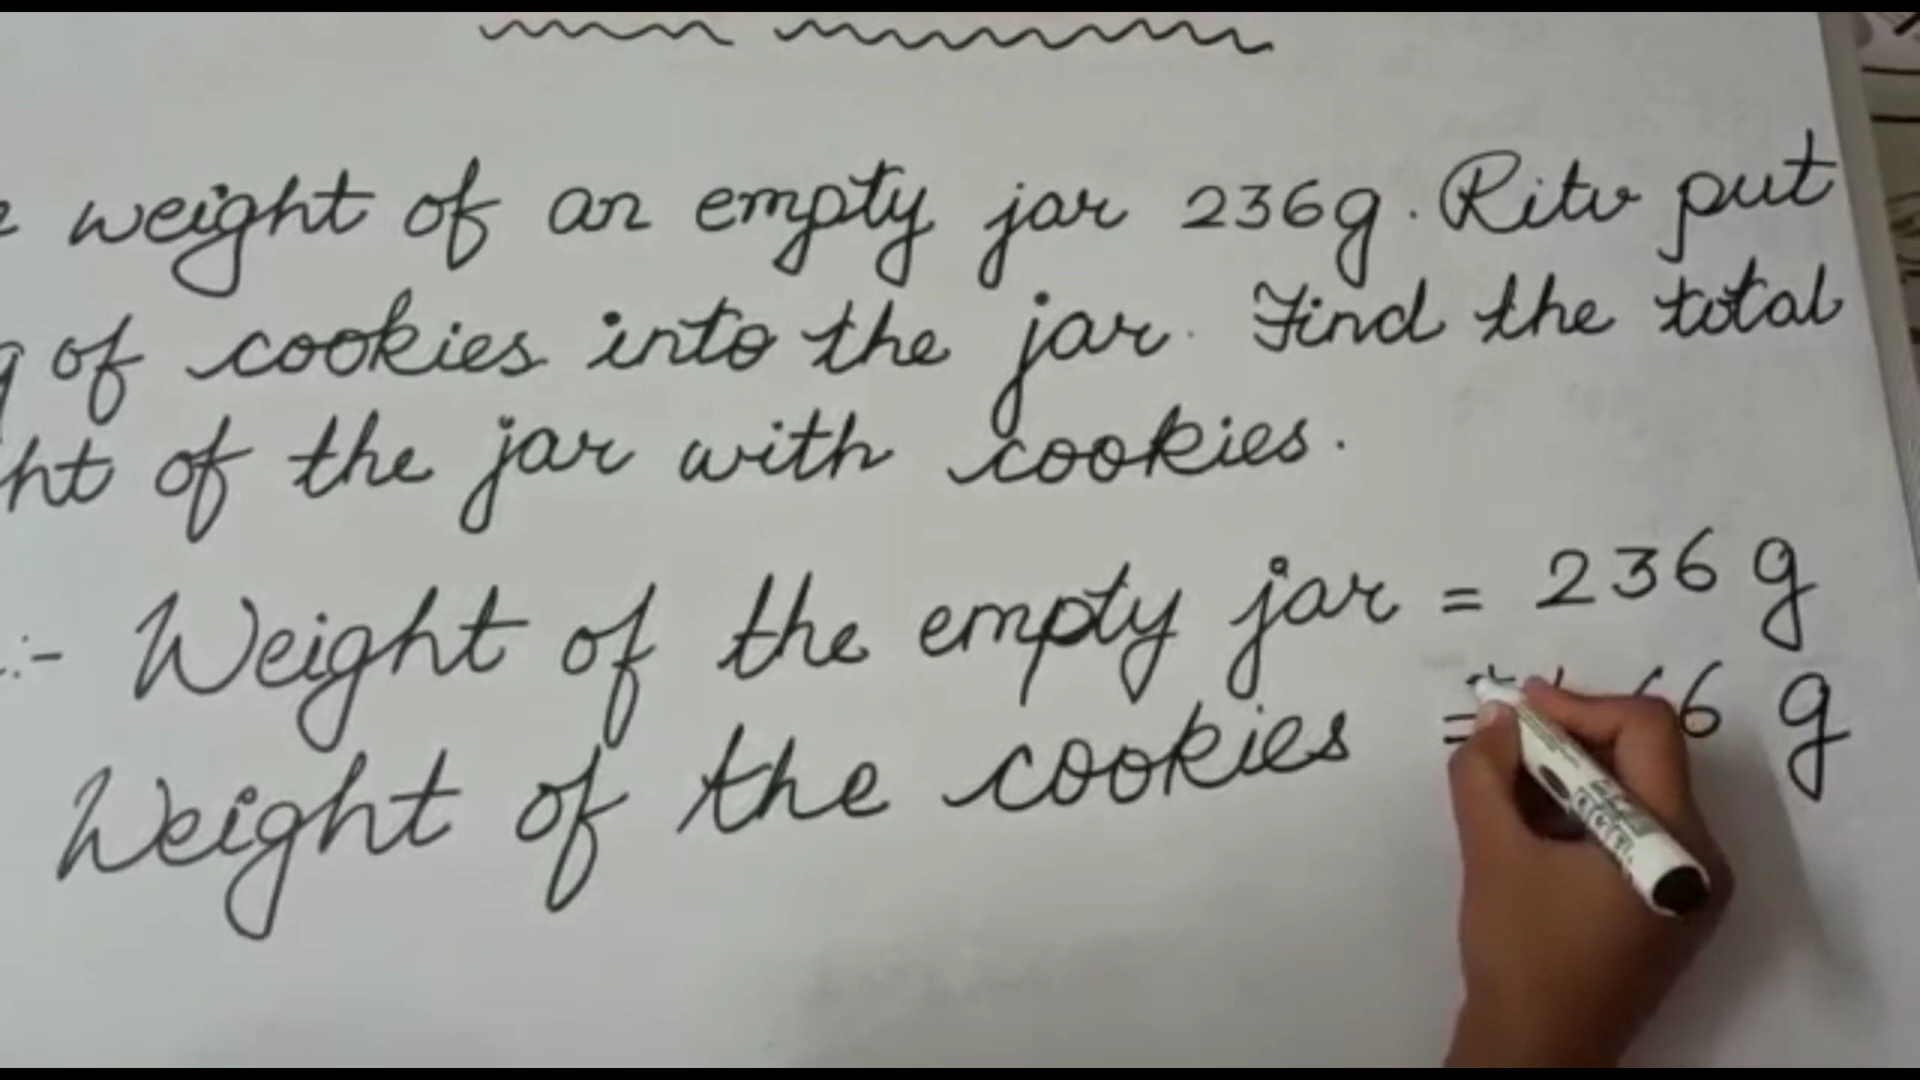 weight of an empty jar 236g. Ritu put
g of cookies into the jar. Find the total
ht of the jar with cookies.
:- Weight of the empty jar = 236 g
Weight of the cookies = 6 g